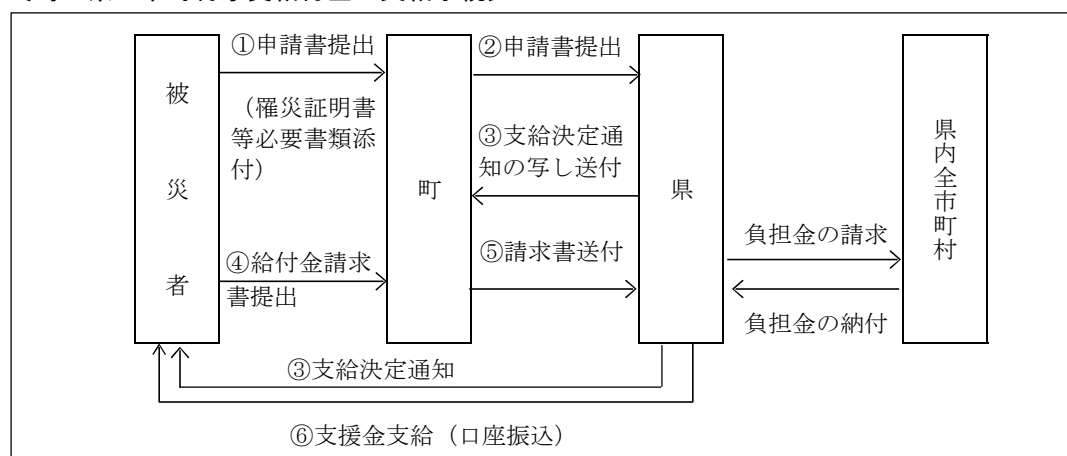 ①申請書提出
②申請書提出
被災者
（罹災証明書
等必要書類添
付）
③支給決定通
知の写し送付
町
県
県内全市町村
負担金の請求
④給付金請求
書提出
⑤請求書送付
負担金の納付
③支給決定通知
⑥支援金支給（口座振込）